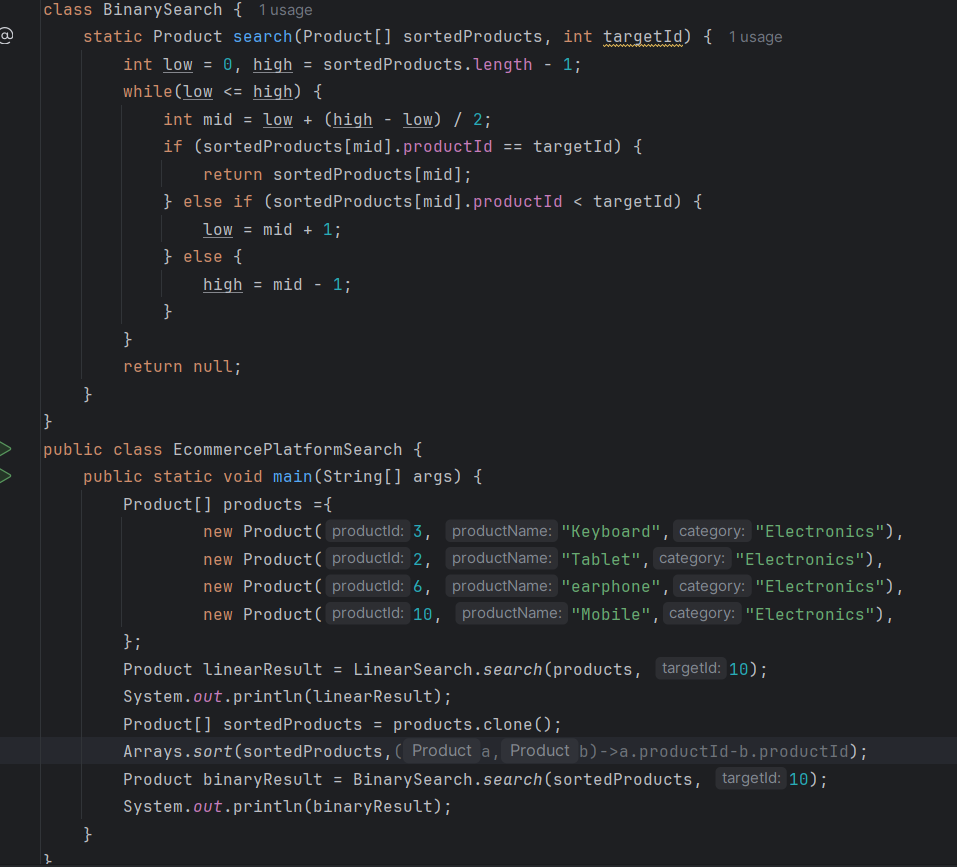 class BinarySearch { 1 usage
@
static Product search(Product[] sortedProducts, int targetId) { 1 usage
int low = 0, high = sortedProducts.length - 1;
while(low <= high) {
int mid = low + (high - low) / 2;
if (sortedProducts[mid].productId == targetId) {
return sortedProducts[mid];
} else if (sortedProducts[mid].productId < targetId) {
low = mid + 1;
} else {
high = mid - 1;
}
}
return null;
}
}
public class EcommercePlatformSearch {
public static void main(String[] args) {
Product[] products ={
new Product( productId: 3, productName: "Keyboard", category: "Electronics"),
new Product( productId: 2, productName: "Tablet", category: "Electronics"),
new Product( productId: 6, productName: "earphone", category: "Electronics"),
new Product( productId: 10, productName: "Mobile", category: "Electronics"),
};
Product linearResult = LinearSearch.search(products, targetId: 10);
System.out.println(linearResult);
Product[] sortedProducts = products.clone();
Arrays.sort(sortedProducts,( Product a, Product b)->a.productId-b.productId);
Product binaryResult = BinarySearch.search(sortedProducts, targetId: 10);
System.out.println(binaryResult);
}
}